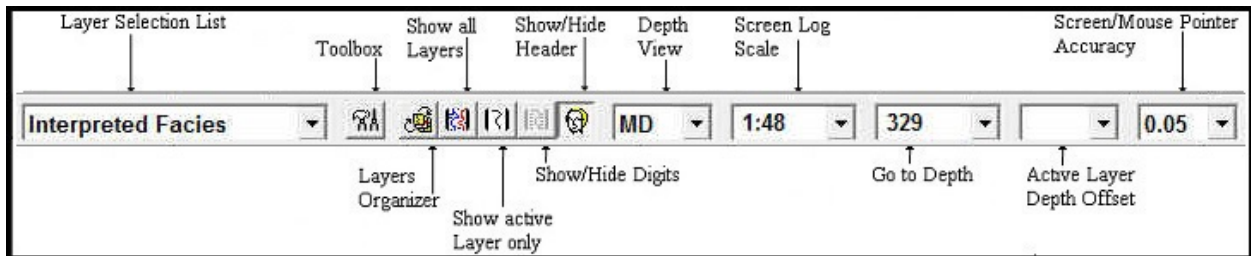 Layer Selection List
Toolbox
Show all
Layers
Show/Hide
Header
Depth
View
Screen Log
Scale
Screen/Mouse Pointer
Accuracy
Interpreted Facies
MD
1:48
329
0.05
Layers
Organizer
Show active
Layer only
Show/Hide Digits
Go to Depth
Active Layer
Depth Offset